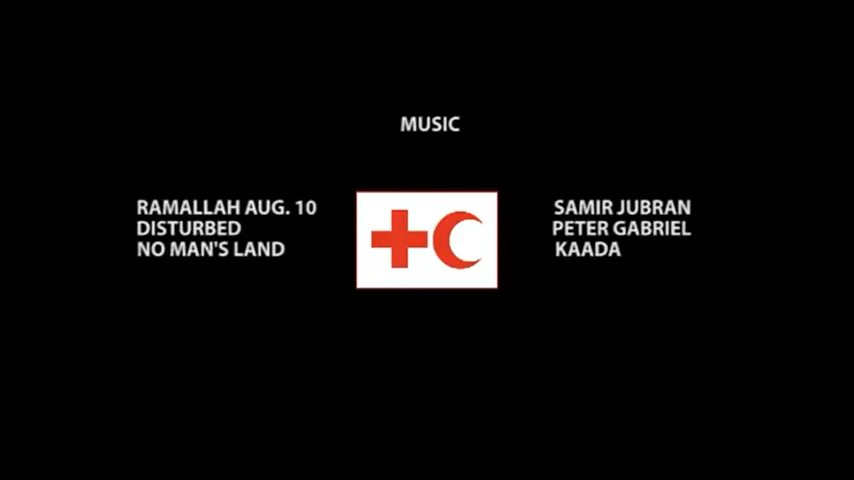 MUSIC
RAMALLAH AUG. 10 SAMIR JUBRAN
DISTURBED PETER GABRIEL
NO MAN'S LAND KAADA